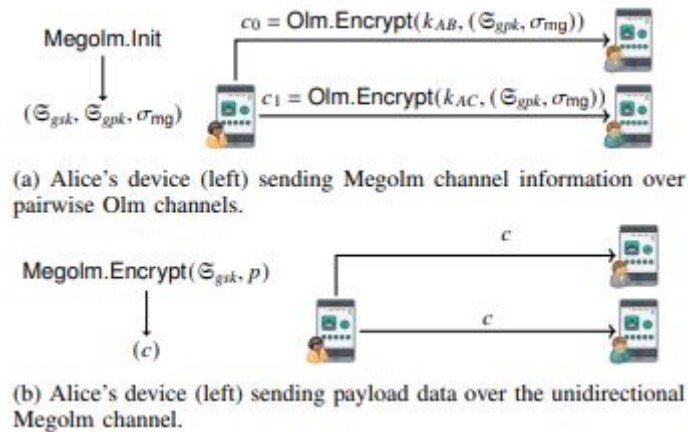 Megolm.Init
(𝔖gsk, 𝔖gpk, σmg)
c0 = Olm.Encrypt(kAB, (𝔖gpk, σmg))
c1 = Olm.Encrypt(kAC, (𝔖gpk, σmg))
(a) Alice's device (left) sending Megolm channel information over
pairwise Olm channels.
Megolm.Encrypt(𝔖gsk, p)
(c)
c
c
(b) Alice's device (left) sending payload data over the unidirectional
Megolm channel.